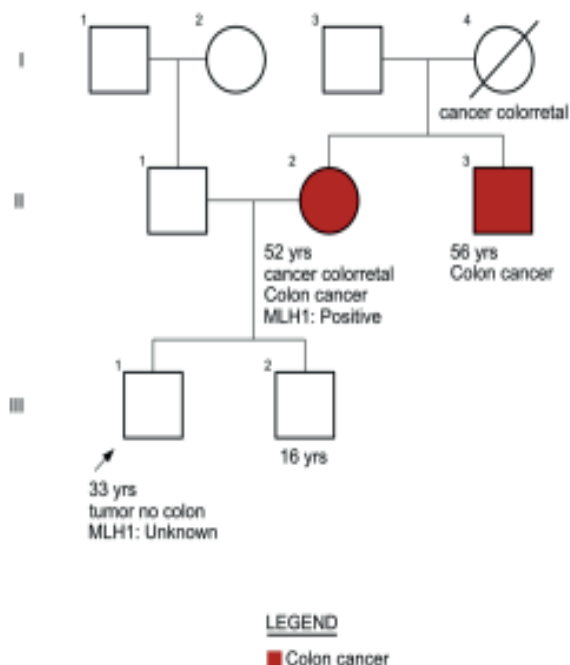 1
2
3
4
I
cancer colorretal
1
2
3
II
52 yrs
cancer colorretal
Colon cancer
MLH1: Positive
56 yrs
Colon cancer
1
2
III
16 yrs
33 yrs
tumor no colon
MLH1: Unknown
LEGEND
Colon cancer